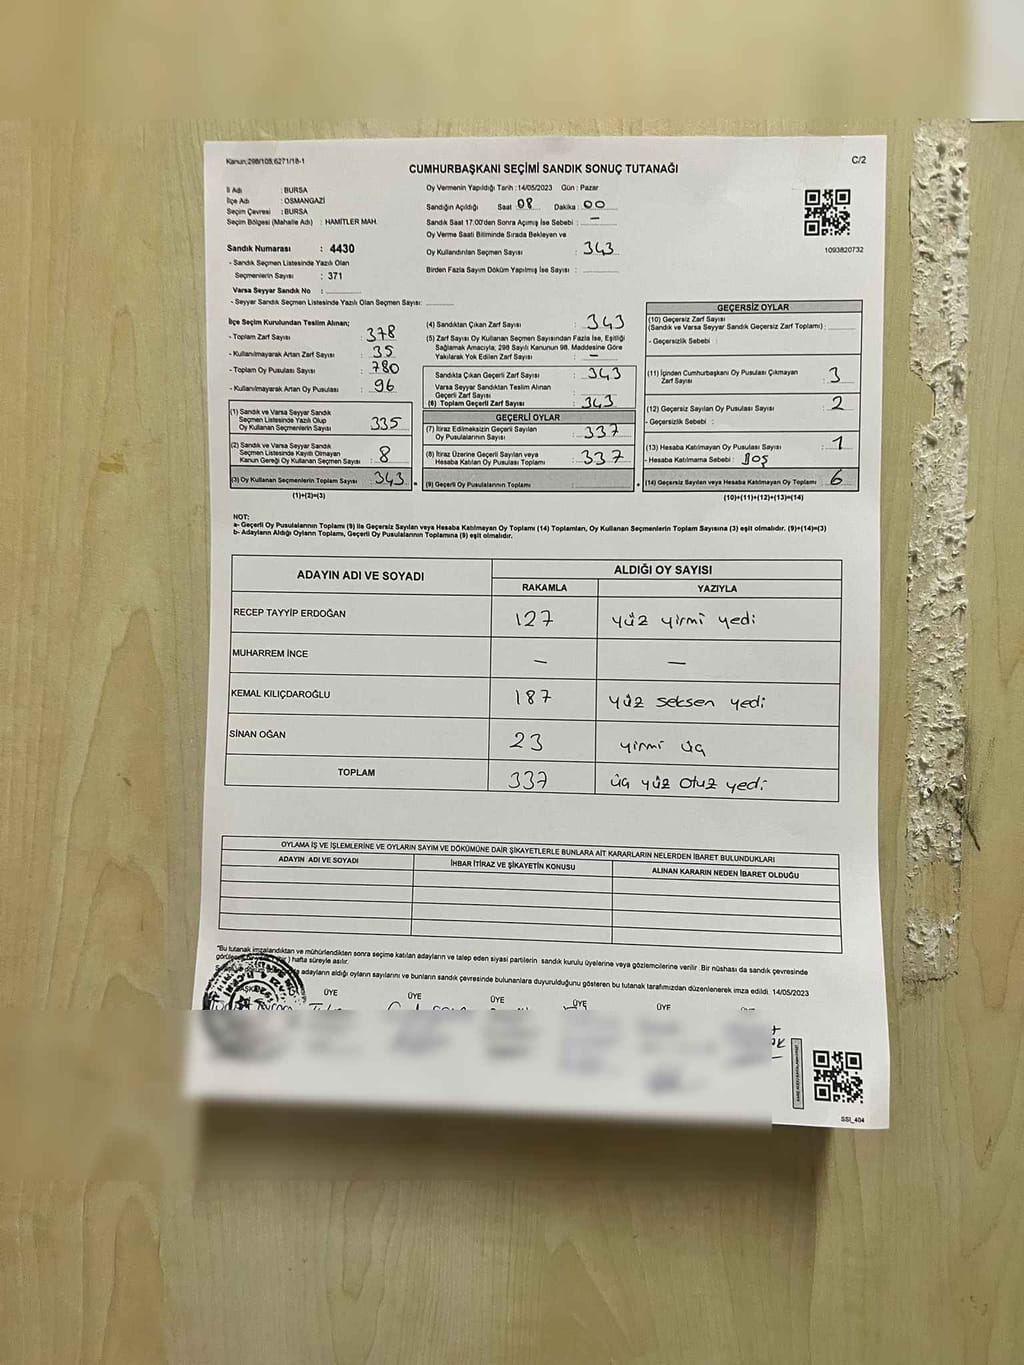 Kanun:298/105,6271/18-1
C/2
CUMHURBAŞKANI SEÇİMİ SANDIK SONUÇ TUTANAĞI
İl Adı : BURSA
İlçe Adı : OSMANGAZİ
Seçim Çevresi : BURSA
Seçim Bölgesi (Mahalle Adı) : HAMİTLER MAH.
Sandık Numarası : 4430
- Sandık Seçmen Listesinde Yazılı Olan
Seçmenlerin Sayısı : 371
Varsa Seyyar Sandık No :
- Seyyar Sandık Seçmen Listesinde Yazılı Olan Seçmen Sayısı:
Oy Vermenin Yapıldığı Tarih : 14/05/2023 Gün : Pazar
Sandığın Açıldığı Saat 08 Dakika : 00
Sandık Saat 17:00'den Sonra Açımış İse Sebebi : –
Oy Verme Saati Bitiminde Sırada Bekleyen ve
Oy Kullandırılan Seçmen Sayısı : 343
Birden Fazla Sayım Döküm Yapılmış İse Sayısı :
1093820732
İlçe Seçim Kurulundan Teslim Alınan;
- Toplam Zarf Sayısı : 378
- Kullanılmayarak Artan Zarf Sayısı : 35
- Toplam Oy Pusulası Sayısı : 780
- Kullanılmayarak Artan Oy Pusulası : 96
(1) Sandık ve Varsa Seyyar Sandık
Seçmen Listesinde Yazılı Olup
Oy Kullanan Seçmenlerin Sayısı : 335
(2) Sandık ve Varsa Seyyar Sandık
Seçmen Listesinde Kayıtlı Olmayan
Kanun Gereği Oy Kullanan Seçmen Sayısı : 8
(3) Oy Kullanan Seçmenlerin Toplam Sayısı : 343
(1)+(2)=(3)
(4) Sandıktan Çıkan Zarf Sayısı : 343
(5) Zarf Sayısı Oy Kullanan Seçmen Sayısından Fazla İse, Eşitliği
Sağlamak Amacıyla; 298 Sayılı Kanunun 98. Maddesine Göre
Yakılarak Yok Edilen Zarf Sayısı : –
Sandıkta Çıkan Geçerli Zarf Sayısı : 343
Varsa Seyyar Sandıktan Teslim Alınan
Geçerli Zarf Sayısı
(6) Toplam Geçerli Zarf Sayısı : 343
GEÇERLİ OYLAR
(7) İtiraz Edilmeksizin Geçerli Sayılan
Oy Pusulalarının Sayısı : 337
(8) İtiraz Üzerine Geçerli Sayılan veya
Hesaba Katılan Oy Pusulası Toplamı : 337
(9) Geçerli Oy Pusulalarının Toplamı :
GEÇERSİZ OYLAR
(10) Geçersiz Zarf Sayısı
(Sandık ve Varsa Seyyar Sandık Geçersiz Zarf Toplamı) :
- Geçersizlik Sebebi :
(11) İçinden Cumhurbaşkanı Oy Pusulası Çıkmayan
Zarf Sayısı : 3
(12) Geçersiz Sayılan Oy Pusulası Sayısı : 2
- Geçersizlik Sebebi :
(13) Hesaba Katılmayan Oy Pusulası Sayısı : 1
- Hesaba Katılmama Sebebi : Boş
(14) Geçersiz Sayılan veya Hesaba Katılmayan Oy Toplamı : 6
(10)+(11)+(12)+(13)=(14)
NOT:
a- Geçerli Oy Pusulasının Toplamı (9) ile Geçersiz Sayılan veya Hesaba Katılmayan Oy Toplamı (14) Toplamları, Oy Kullanan Seçmenlerin Toplam Sayısına (3) eşit olmalıdır. (9)+(14)=(3)
b- Adayların Aldığı Oyların Toplamı, Geçerli Oy Pusulalarının Toplamına (9) eşit olmalıdır.
ADAYIN ADI VE SOYADI ALDIĞI OY SAYISI
RAKAMLA YAZIYLA
RECEP TAYYİP ERDOĞAN 127 yüz yirmi yedi
MUHARREM İNCE – –
KEMAL KILIÇDAROĞLU 187 yüz seksen yedi
SİNAN OĞAN 23 yirmi üç
TOPLAM 337 üç yüz otuz yedi
OYLAMA İŞ VE İŞLEMLERİNE VE OYLARIN SAYIM VE DÖKÜMÜNE DAİR ŞİKAYETLERLE BUNLARA AİT KARARLARIN NELERDEN İBARET BULUNDUKLARI
ADAYIN ADI VE SOYADI İHBAR İTİRAZ VE ŞİKAYETİN KONUSU ALINAN KARARIN NEDEN İBARET OLDUĞU
"Bu tutanak imzalandıktan ve mühürlendikten sonra seçime katılan adayların ve talep eden siyasi partilerin sandık kurulu üyelerine veya gözlemcilerine verilir. Bir nüshası da sandık çevresinde
hafta süreyle asılır.
adayların aldığı oyların sayılarını ve bunların sandık çevresinde bulunanlara duyurulduğunu gösteren bu tutanak tarafımızdan düzenlenerek imza edildi. 14/05/2023
ÜYE ÜYE ÜYE ÜYE ÜYE
SSİ_404